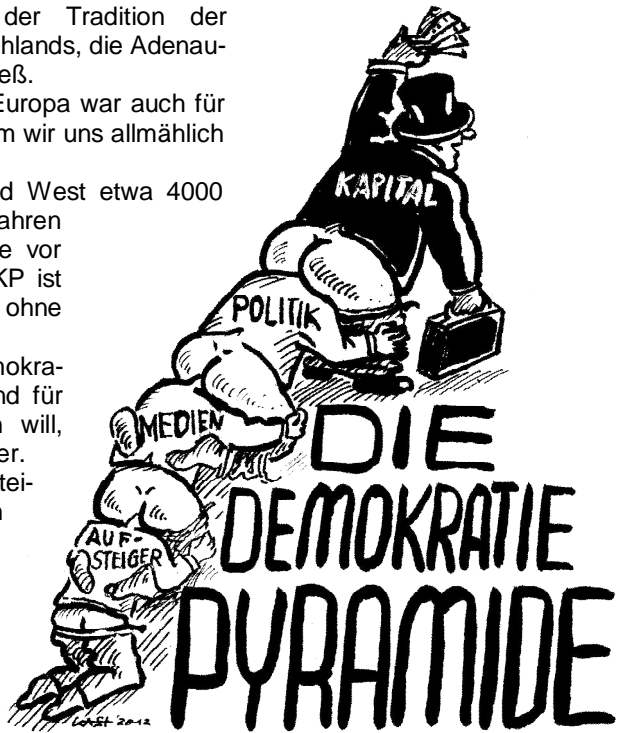 der Tradition der
hlands, die Adenau-
eß.
Europa war auch für
m wir uns allmählich
d West etwa 4000
ahren
e vor
KP ist
ohne
mokra-
nd für
n will,
er.
tei-
n
KAPITAL
POLITIK
MEDIEN
AUF-
STEIGER
DIE
DEMOKRATIE
PYRAMIDE
2012